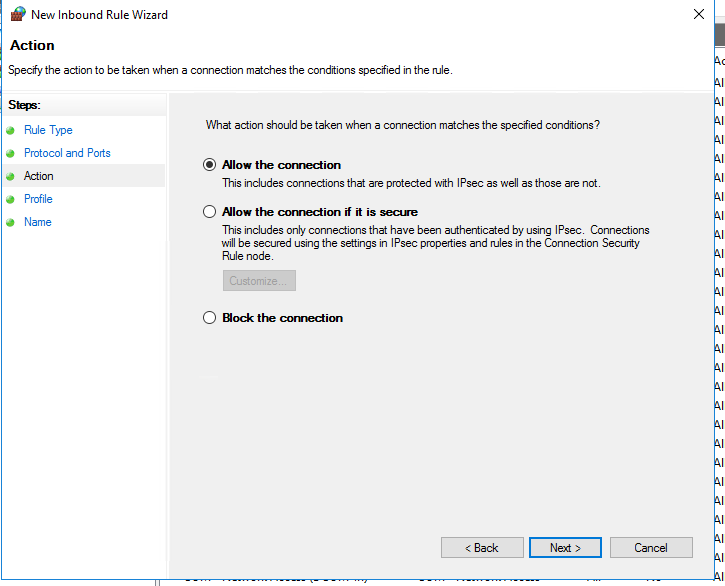 New Inbound Rule Wizard
Action
Specify the action to be taken when a connection matches the conditions specified in the rule.
Steps:
Rule Type
Protocol and Ports
Action
Profile
Name
What action should be taken when a connection matches the specified conditions?
Allow the connection
This includes connections that are protected with IPsec as well as those are not.
Allow the connection if it is secure
This includes only connections that have been authenticated by using IPsec. Connections
will be secured using the settings in IPsec properties and rules in the Connection Security
Rule node.
Customize...
Block the connection
< Back
Next >
Cancel